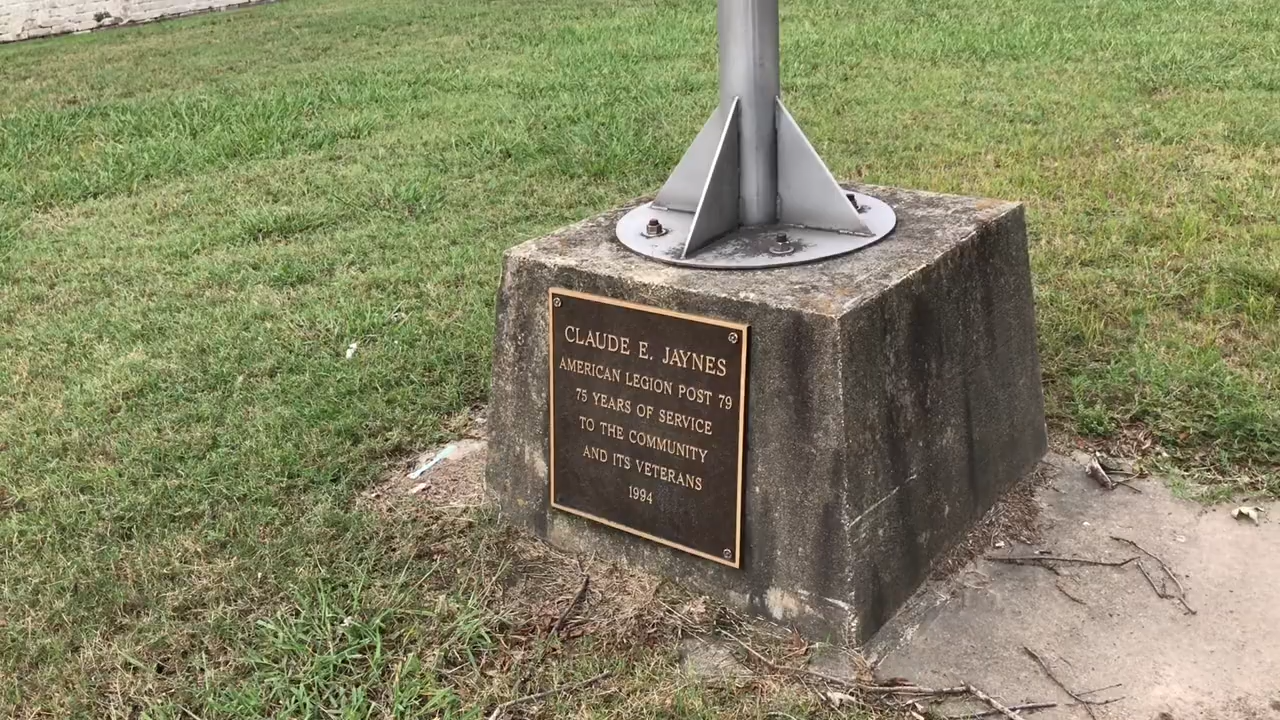 CLAUDE E. JAYNES
AMERICAN LEGION POST 79
75 YEARS OF SERVICE
TO THE COMMUNITY
AND ITS VETERANS
1994